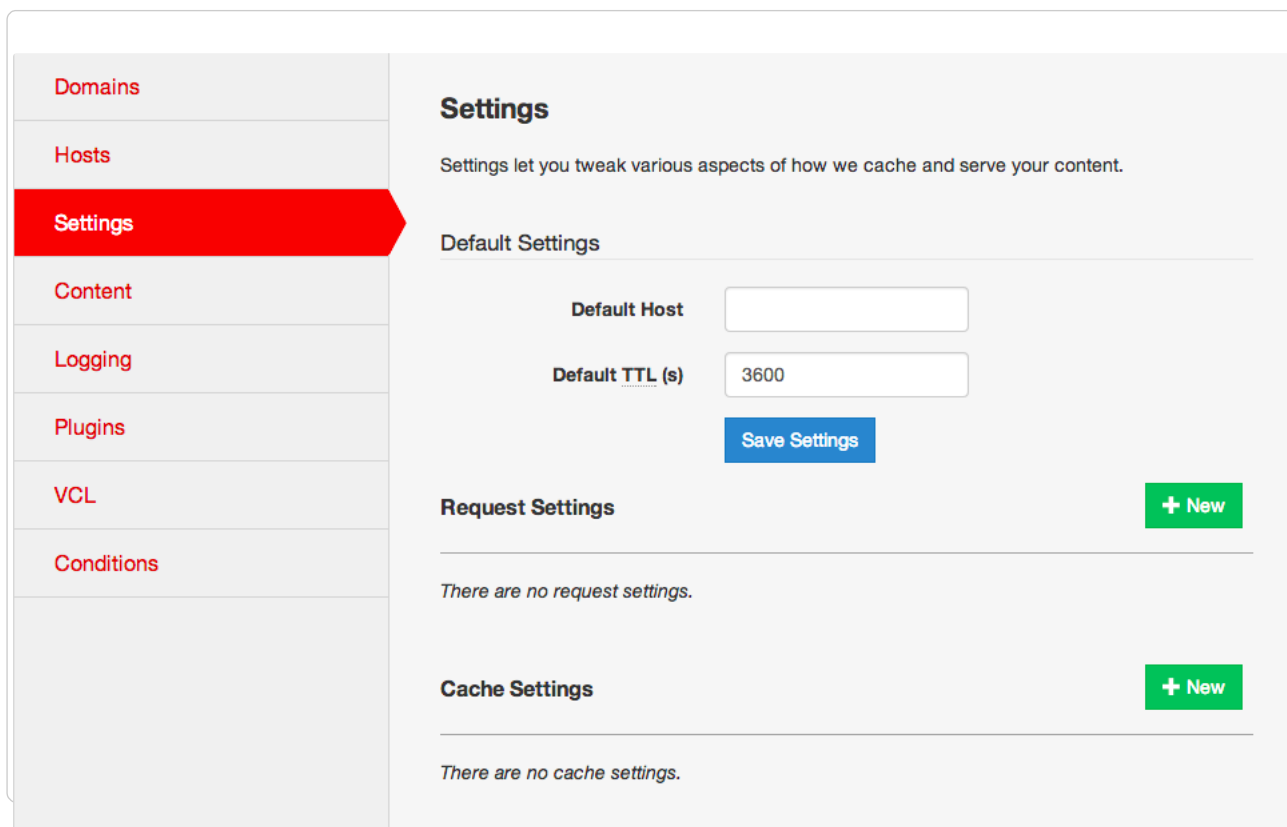 Domains
Hosts
Settings
Content
Logging
Plugins
VCL
Conditions
Settings
Settings let you tweak various aspects of how we cache and serve your content.
Default Settings
Default Host
Default TTL (s)
3600
Save Settings
Request Settings
+ New
There are no request settings.
Cache Settings
+ New
There are no cache settings.